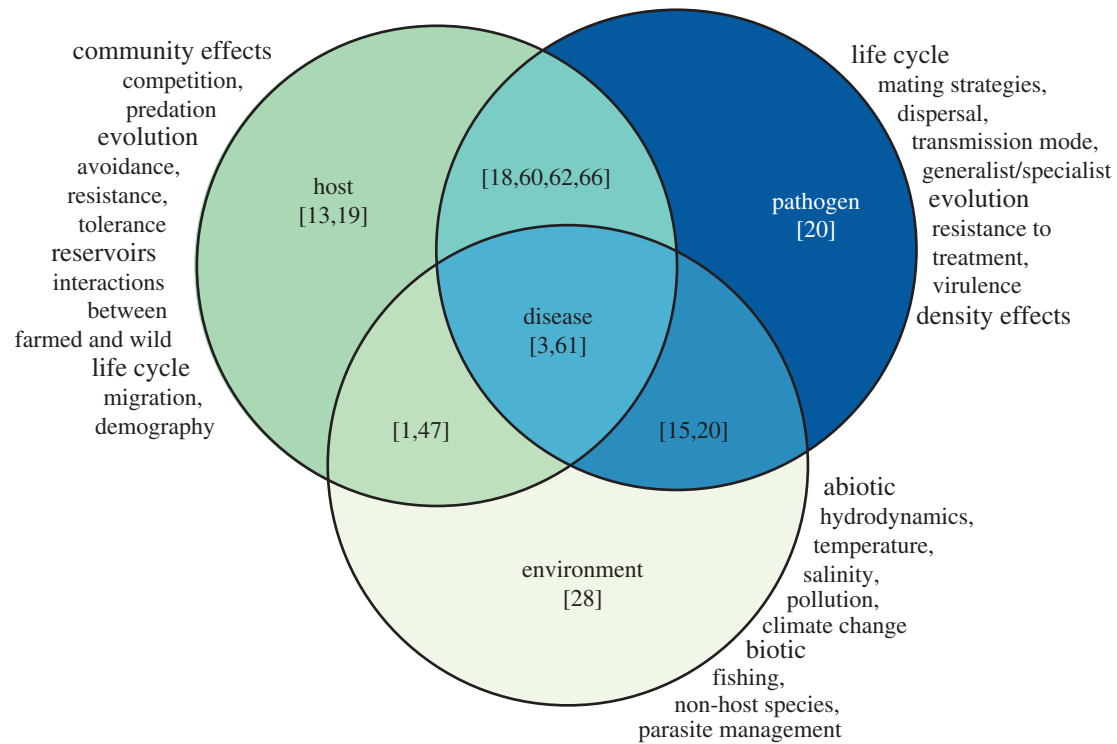 community effects
competition,
predation
evolution
avoidance,
resistance,
tolerance
reservoirs
interactions
between
farmed and wild
life cycle
migration,
demography
host
[13,19]
[18,60,62,66]
pathogen
[20]
life cycle
mating strategies,
dispersal,
transmission mode,
generalist/specialist
evolution
resistance to
treatment,
virulence
density effects
disease
[3,61]
[1,47]
[15,20]
environment
[28]
abiotic
hydrodynamics,
temperature,
salinity,
pollution,
climate change
biotic
fishing,
non-host species,
parasite management